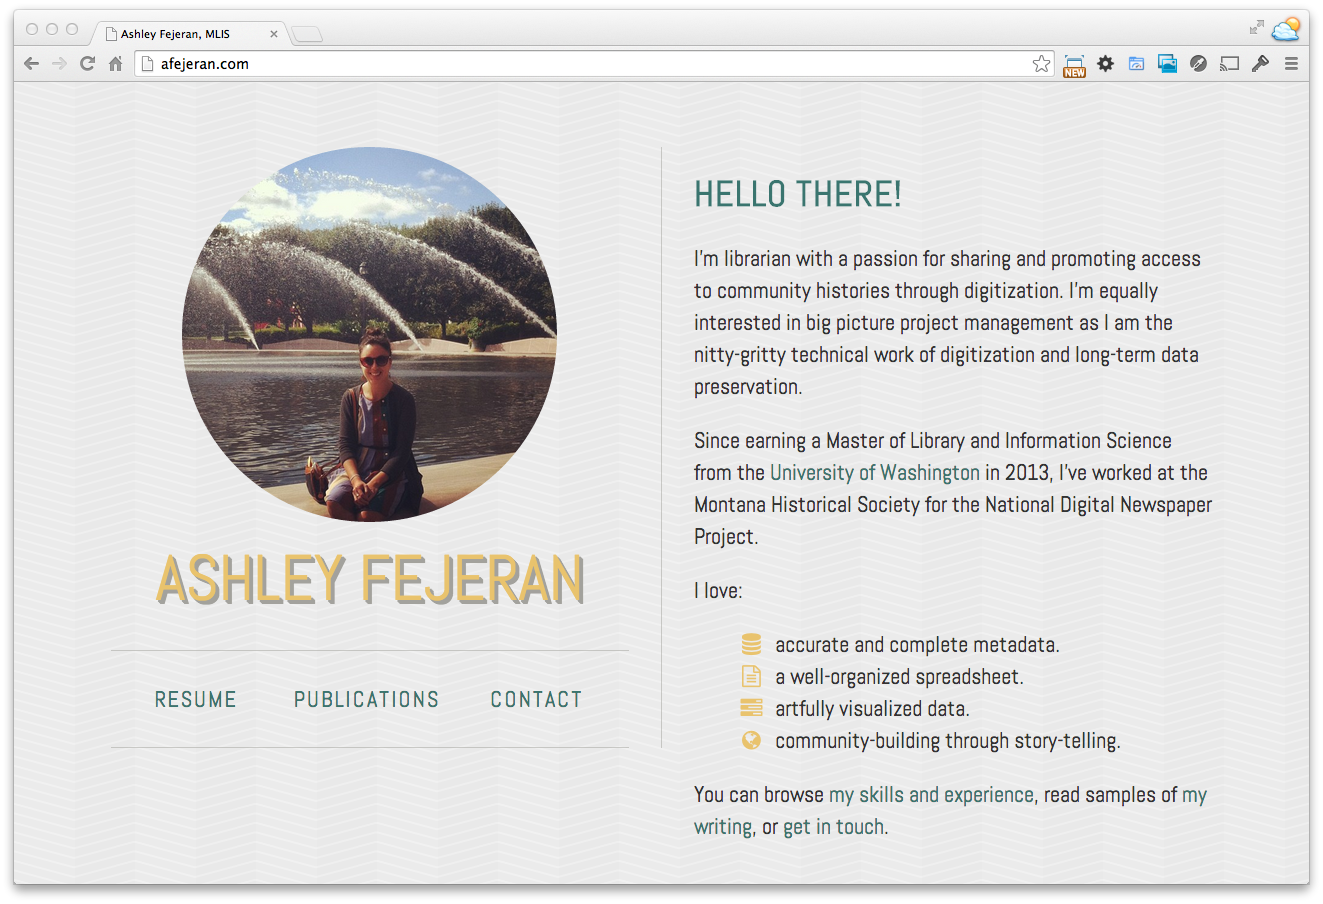 Ashley Fejeran, MLIS
afejeran.com
NEW
HELLO THERE!
I'm librarian with a passion for sharing and promoting access
to community histories through digitization. I'm equally
interested in big picture project management as I am the
nitty-gritty technical work of digitization and long-term data
preservation.
Since earning a Master of Library and Information Science
from the University of Washington in 2013, I've worked at the
Montana Historical Society for the National Digital Newspaper
Project.
I love:
accurate and complete metadata.
a well-organized spreadsheet.
artfully visualized data.
community-building through story-telling.
You can browse my skills and experience, read samples of my
writing, or get in touch.
ASHLEY FEJERAN
RESUME PUBLICATIONS CONTACT